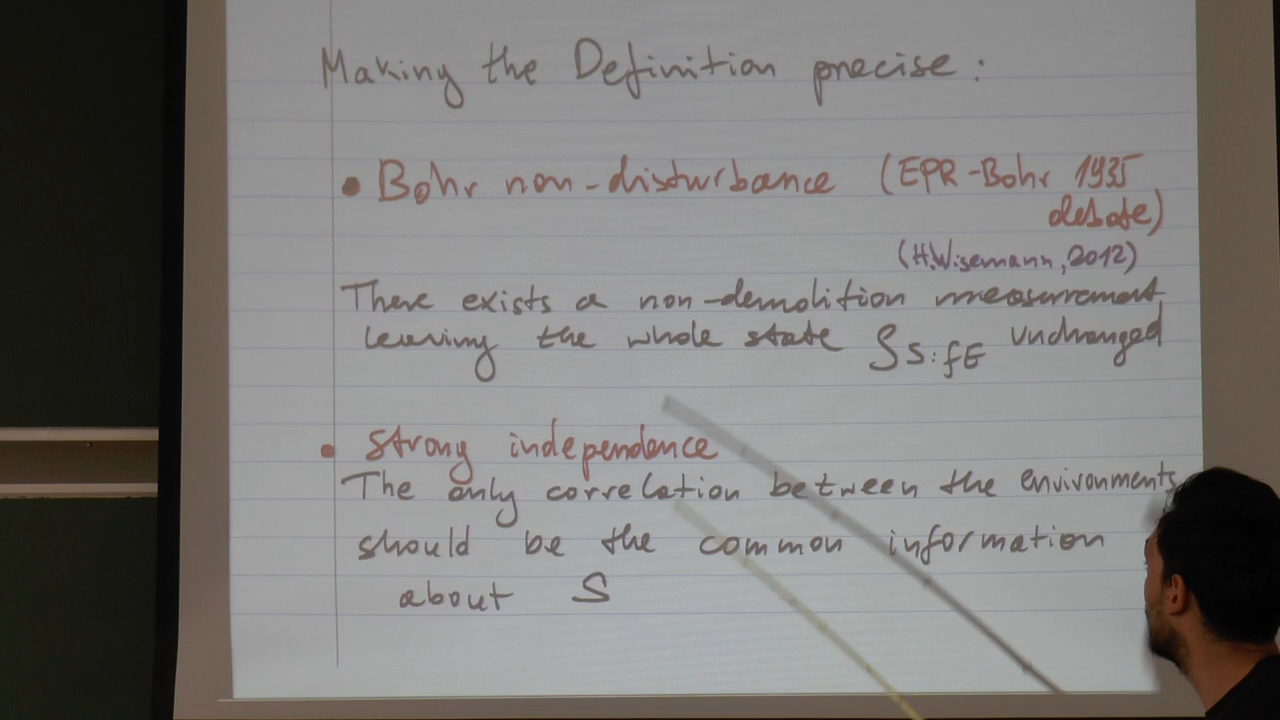 Making the Definition precise:
• Bohr non-disturbance (EPR-Bohr 1935
debate)
(H.Wisemann, 2012)
There exists a non-demolition measurement
leaving the whole state ϱS:fE unchanged
• strong independence
The only correlation between the environments
should be the common information
about S